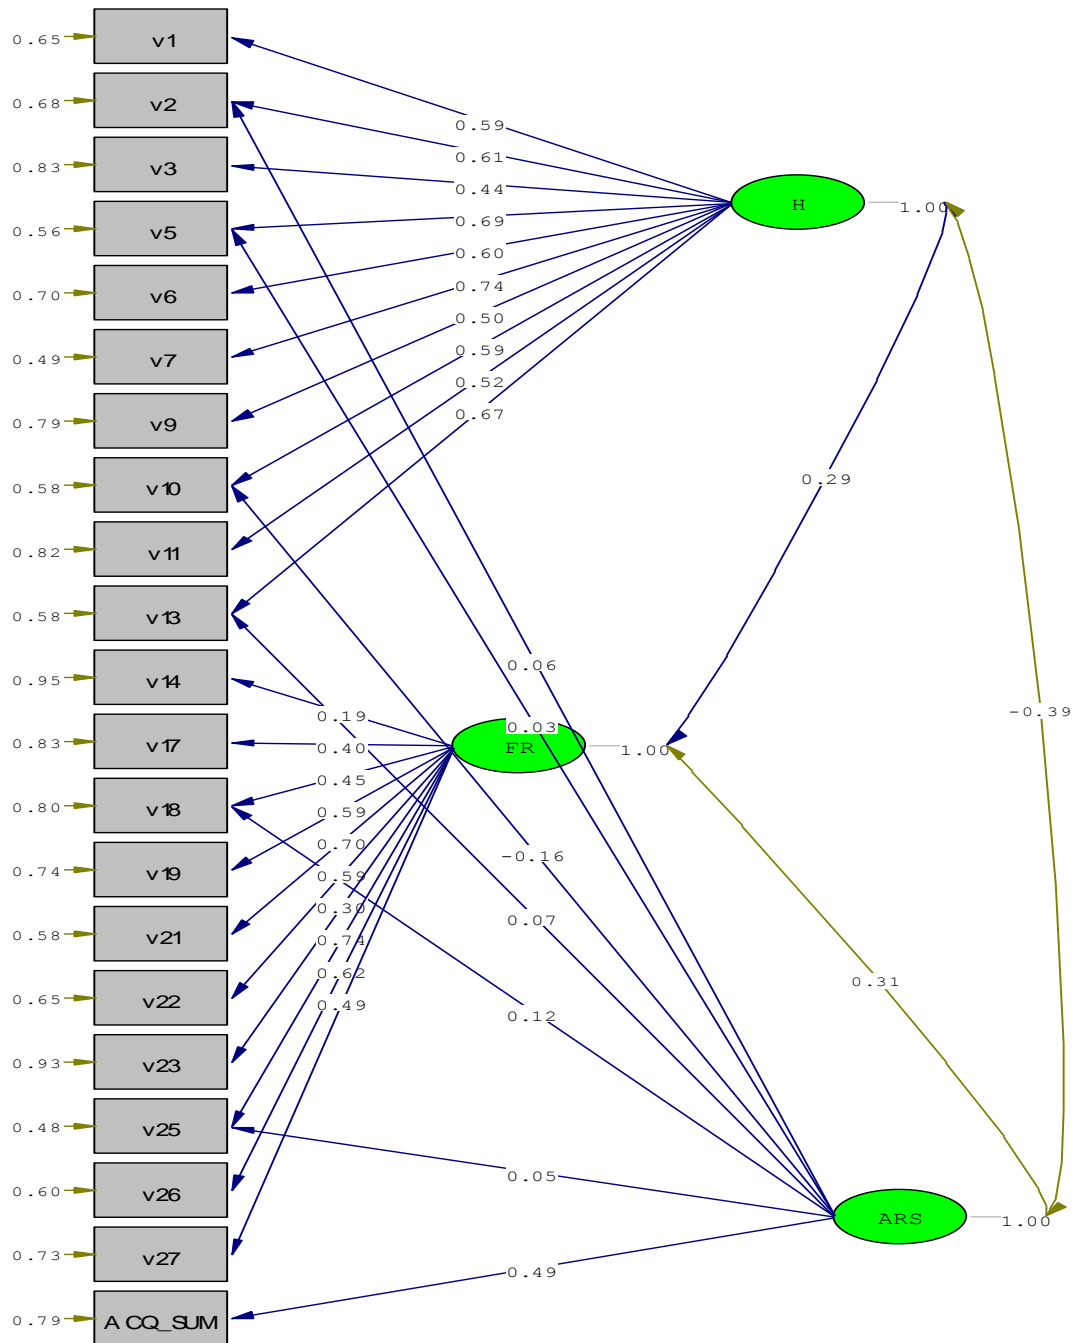 0.65 v1
0.68 v2
0.83 v3
0.56 v5
0.70 v6
0.49 v7
0.79 v9
0.58 v10
0.82 v11
0.58 v13
0.95 v14
0.83 v17
0.80 v18
0.74 v19
0.58 v21
0.65 v22
0.93 v23
0.48 v25
0.60 v26
0.73 v27
0.79 ACQ_SUM
0.59
0.61
0.44
0.69
0.60
0.74
0.50
0.59
0.52
0.67
H 1.00
0.29
-0.39
0.06
0.03
FR 1.00
0.19
0.40
0.45
0.59
0.70
0.59
0.30
0.74
0.62
0.49
-0.16
0.07
0.12
0.31
0.05
ARS 1.00
0.49